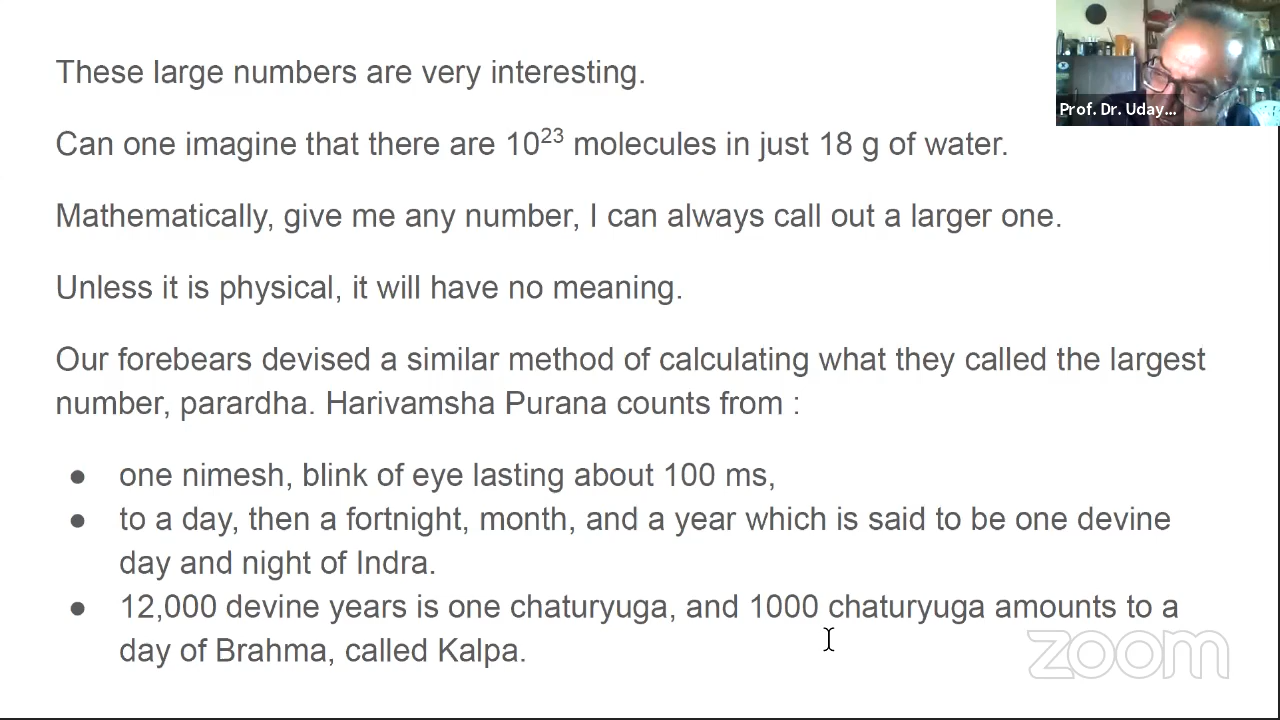 These large numbers are very interesting.
Can one imagine that there are 10²³ molecules in just 18 g of water.
Mathematically, give me any number, I can always call out a larger one.
Unless it is physical, it will have no meaning.
Our forebears devised a similar method of calculating what they called the largest
number, parardha. Harivamsha Purana counts from :
● one nimesh, blink of eye lasting about 100 ms,
● to a day, then a fortnight, month, and a year which is said to be one devine
day and night of Indra.
● 12,000 devine years is one chaturyuga, and 1000 chaturyuga amounts to a
day of Brahma, called Kalpa.
Prof. Dr. Uday...
zoom